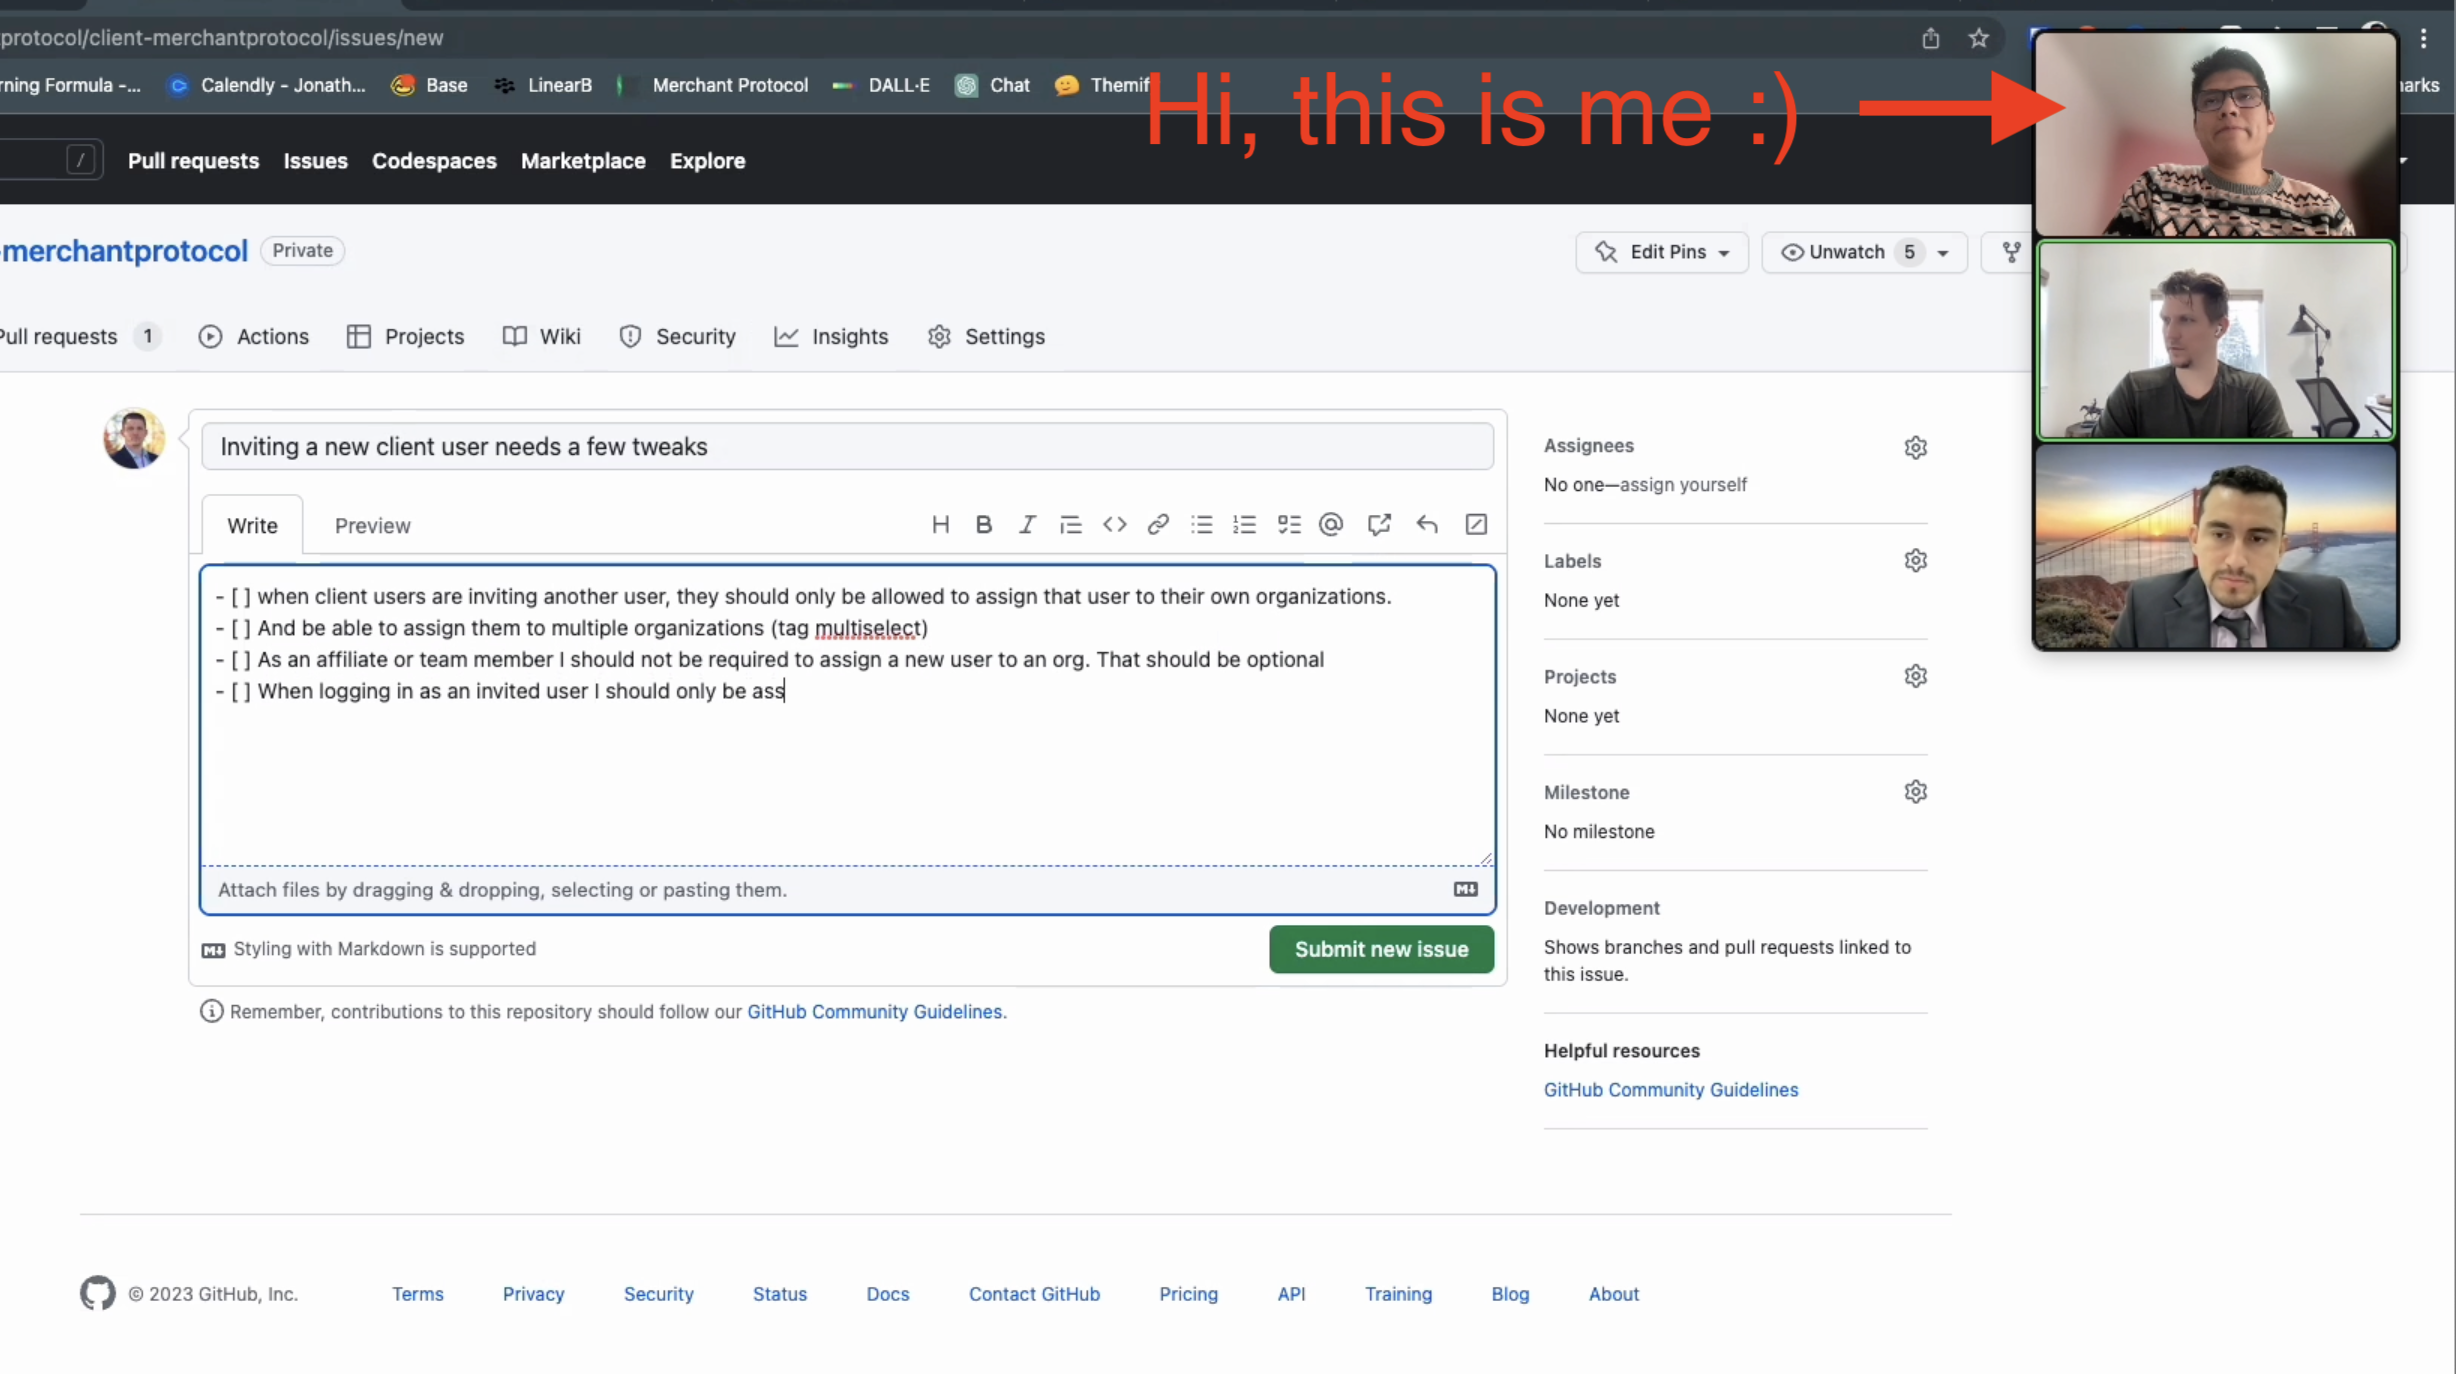 protocol/client-merchantprotocol/issues/new
rning Formula -... Calendly - Jonath... Base LinearB Merchant Protocol DALL·E Chat Themif arks
Hi, this is me :)
/ Pull requests Issues Codespaces Marketplace Explore
-merchantprotocol Private Edit Pins Unwatch 5
Pull requests 1 Actions Projects Wiki Security Insights Settings
Inviting a new client user needs a few tweaks
Write Preview
- [ ] when client users are inviting another user, they should only be allowed to assign that user to their own organizations.
- [ ] And be able to assign them to multiple organizations (tag multiselect)
- [ ] As an affiliate or team member I should not be required to assign a new user to an org. That should be optional
- [ ] When logging in as an invited user I should only be ass
Attach files by dragging & dropping, selecting or pasting them.
Styling with Markdown is supported
Submit new issue
Remember, contributions to this repository should follow our GitHub Community Guidelines.
Assignees
No one—assign yourself
Labels
None yet
Projects
None yet
Milestone
No milestone
Development
Shows branches and pull requests linked to
this issue.
Helpful resources
GitHub Community Guidelines
© 2023 GitHub, Inc. Terms Privacy Security Status Docs Contact GitHub Pricing API Training Blog About